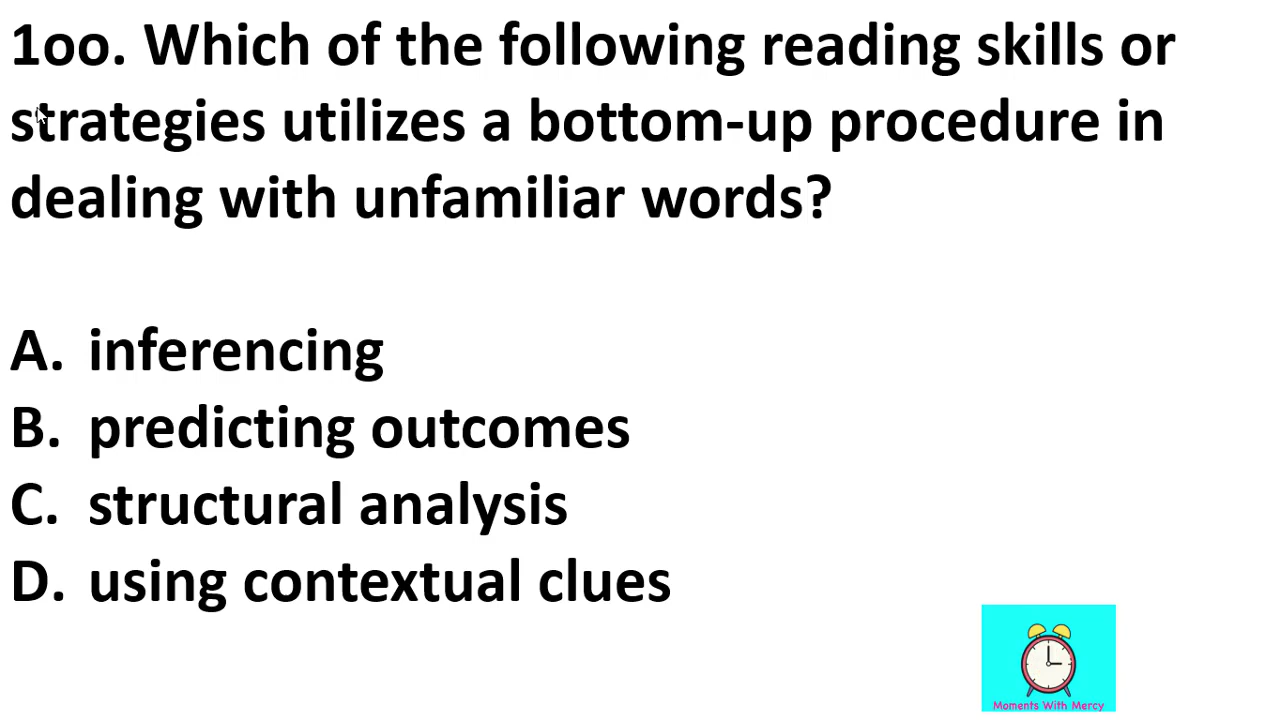 1oo. Which of the following reading skills or
strategies utilizes a bottom-up procedure in
dealing with unfamiliar words?
A. inferencing
B. predicting outcomes
C. structural analysis
D. using contextual clues
Moments With Mercy